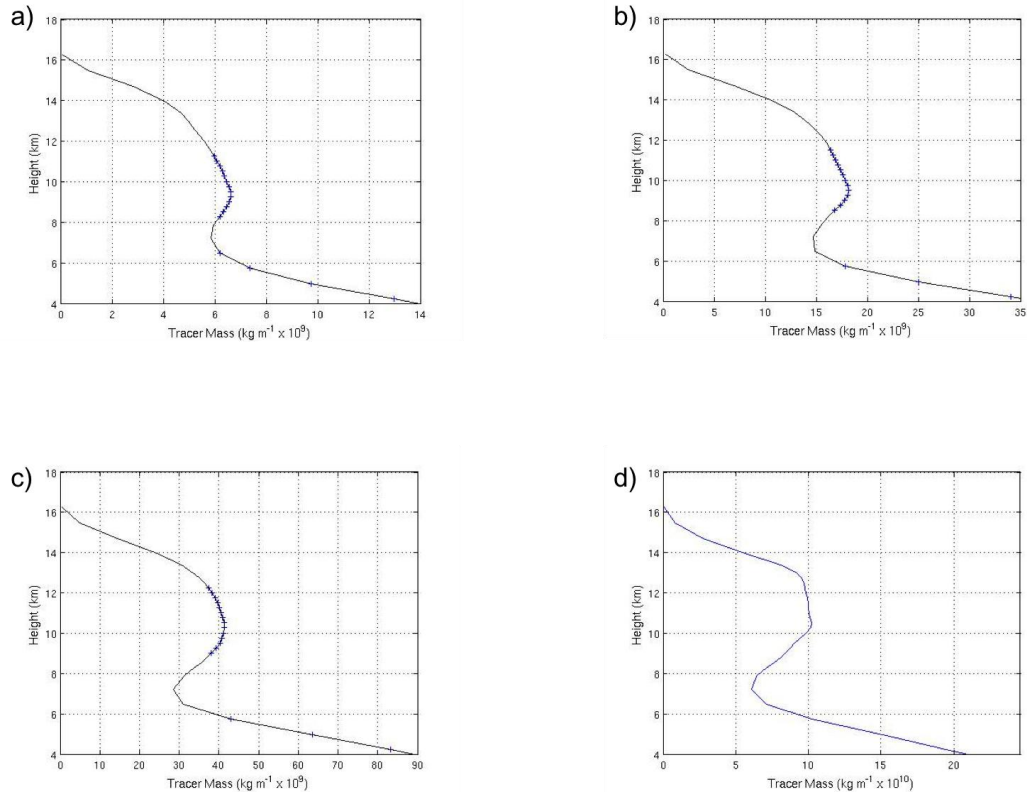 a)
18
16
14
12
10
8
6
4
Height (km)
0 2 4 6 8 10 12 14
Tracer Mass (kg m⁻¹ x 10⁹)
b)
18
16
14
12
10
8
6
4
Height (km)
0 5 10 15 20 25 30 35
Tracer Mass (kg m⁻¹ x 10⁹)
c)
18
16
14
12
10
8
6
4
Height (km)
0 10 20 30 40 50 60 70 80 90
Tracer Mass (kg m⁻¹ x 10⁹)
d)
18
16
14
12
10
8
6
4
Height (km)
0 5 10 15 20
Tracer Mass (kg m⁻¹ x 10¹⁰)